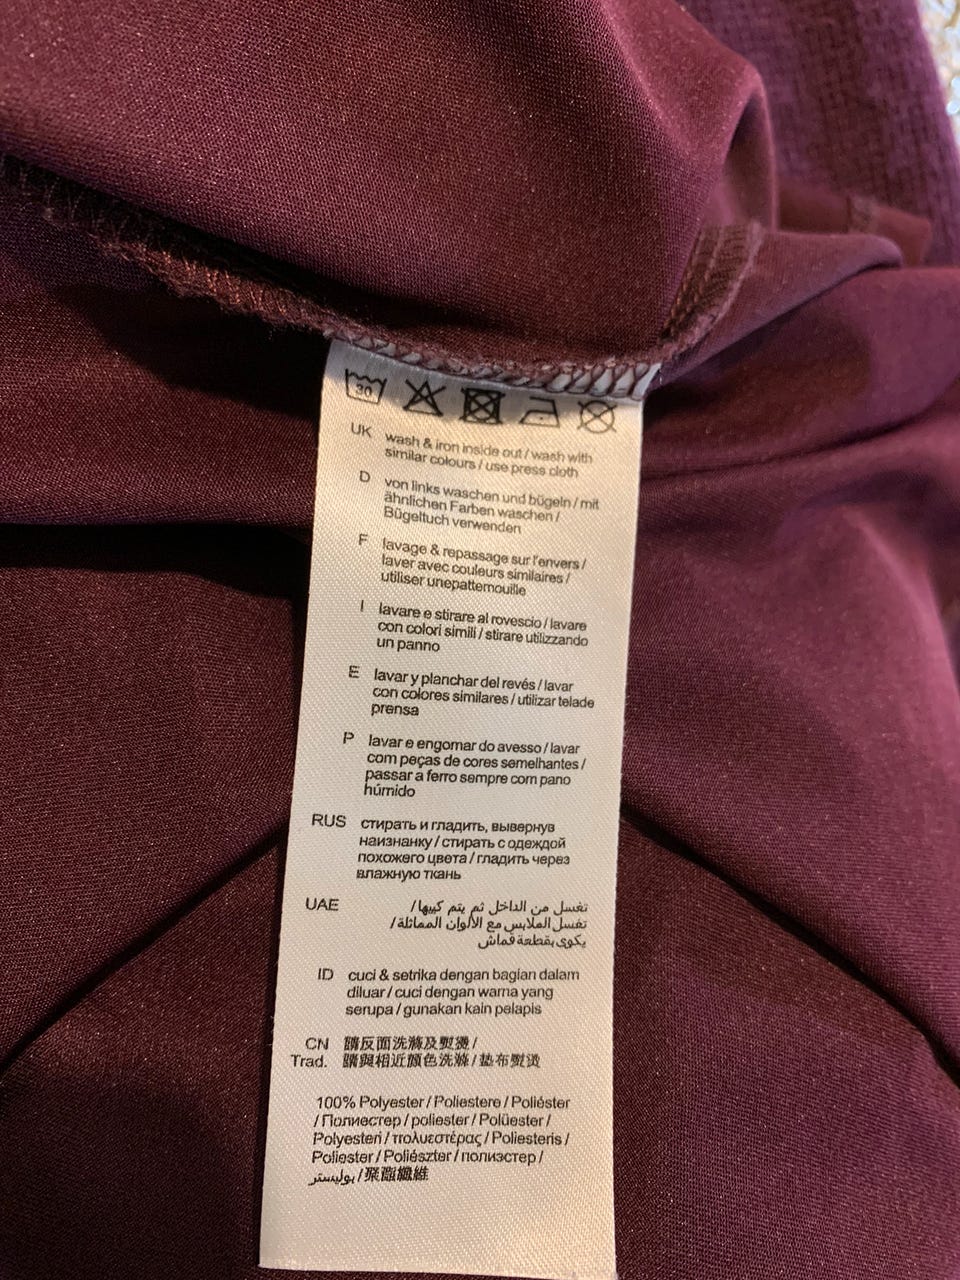 30
UK wash & iron inside out / wash with
similar colours / use press cloth
D von links waschen und bügeln / mit
ähnlichen Farben waschen /
Bügeltuch verwenden
F lavage & repassage sur l'envers /
laver avec couleurs similaires /
utiliser unepattemouille
I lavare e stirare al rovescio / lavare
con colori simili / stirare utilizzando
un panno
E lavar y planchar del revés / lavar
con colores similares / utilizar telade
prensa
P lavar e engomar do avesso / lavar
com peças de cores semelhantes /
passar a ferro sempre com pano
húmido
RUS стирать и гладить, вывернув
наизнанку / стирать с одеждой
похожего цвета / гладить через
влажную ткань
UAE تغسل من الداخل ثم يتم كيبها/
تغسل الملابس مع الألوان المماثلة /
يكوى بقطعة قماش
ID cuci & setrika dengan bagian dalam
diluar / cuci dengan warna yang
serupa / gunakan kain pelapis
CN 請反面洗滌及熨燙 /
Trad. 請與相近顏色洗滌 / 垫布熨烫
100% Polyester / Poliestere / Poliéster
/ Полиестер / poliester / Polüester /
Polyesteri / πολυεστέρας / Poliesteris /
Poliester / Poliészter / полиэстер /
بوليستر / 聚酯纖維